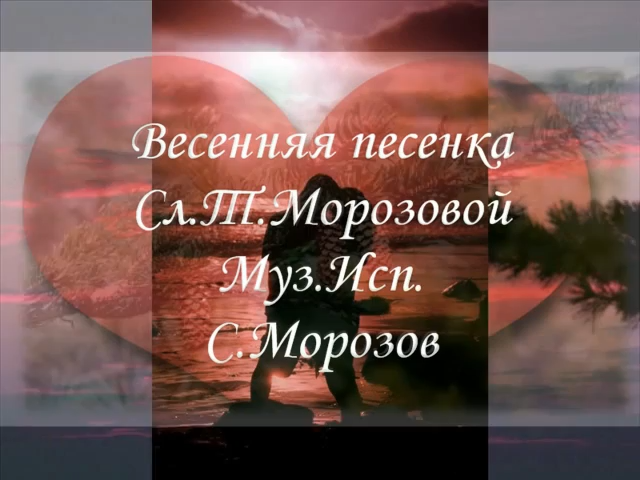 Весенняя песенка
Сл.Т.Морозовой
Муз.Исп.
С.Морозов